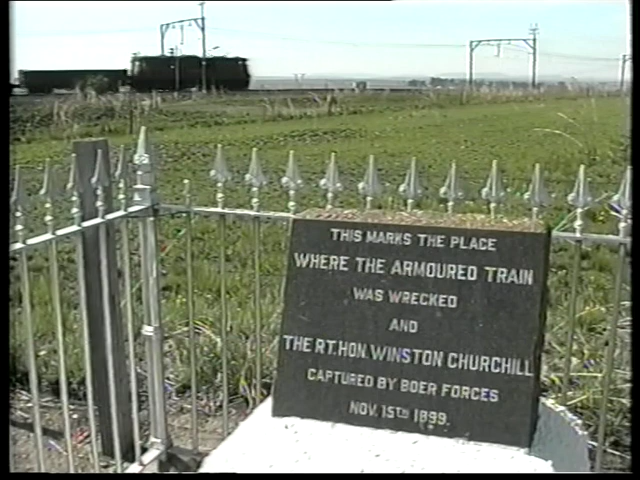 THIS MARKS THE PLACE
WHERE THE ARMOURED TRAIN
WAS WRECKED
AND
THE RT. HON. WINSTON CHURCHILL
CAPTURED BY BOER FORCES
NOV. 15TH 1899.